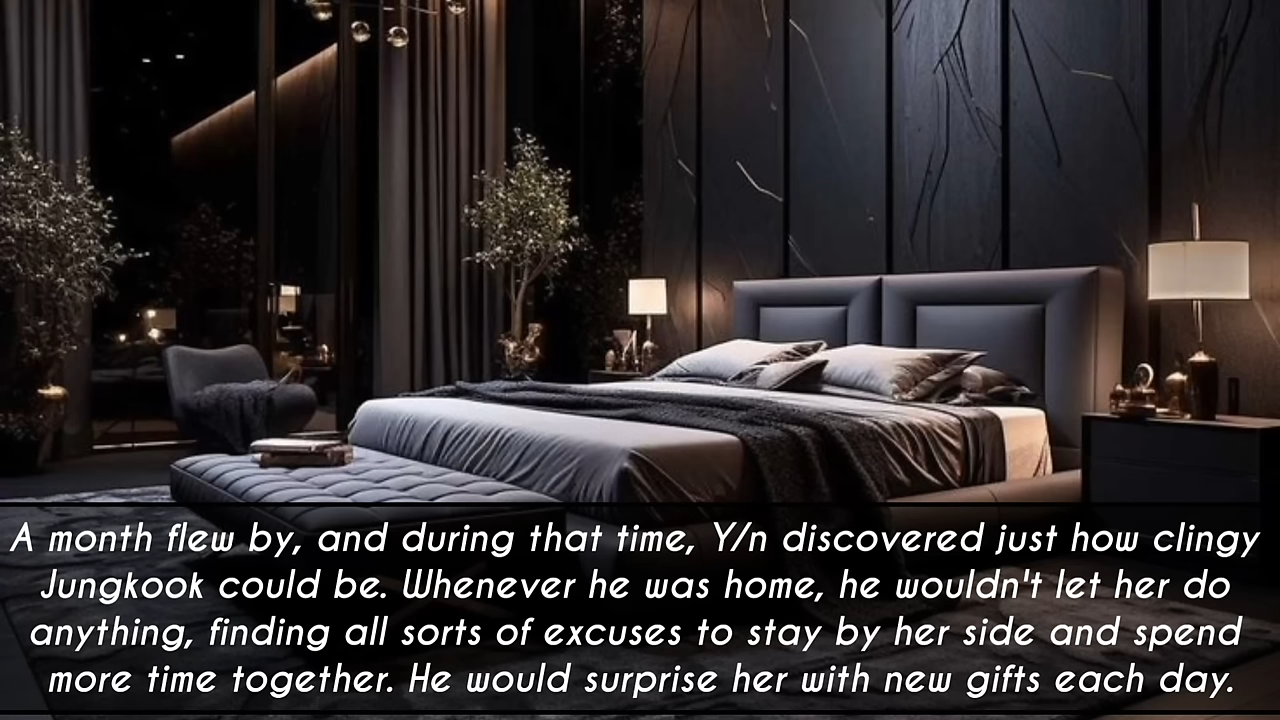 A month flew by, and during that time, Y/n discovered just how clingy
Jungkook could be. Whenever he was home, he wouldn't let her do
anything, finding all sorts of excuses to stay by her side and spend
more time together. He would surprise her with new gifts each day.